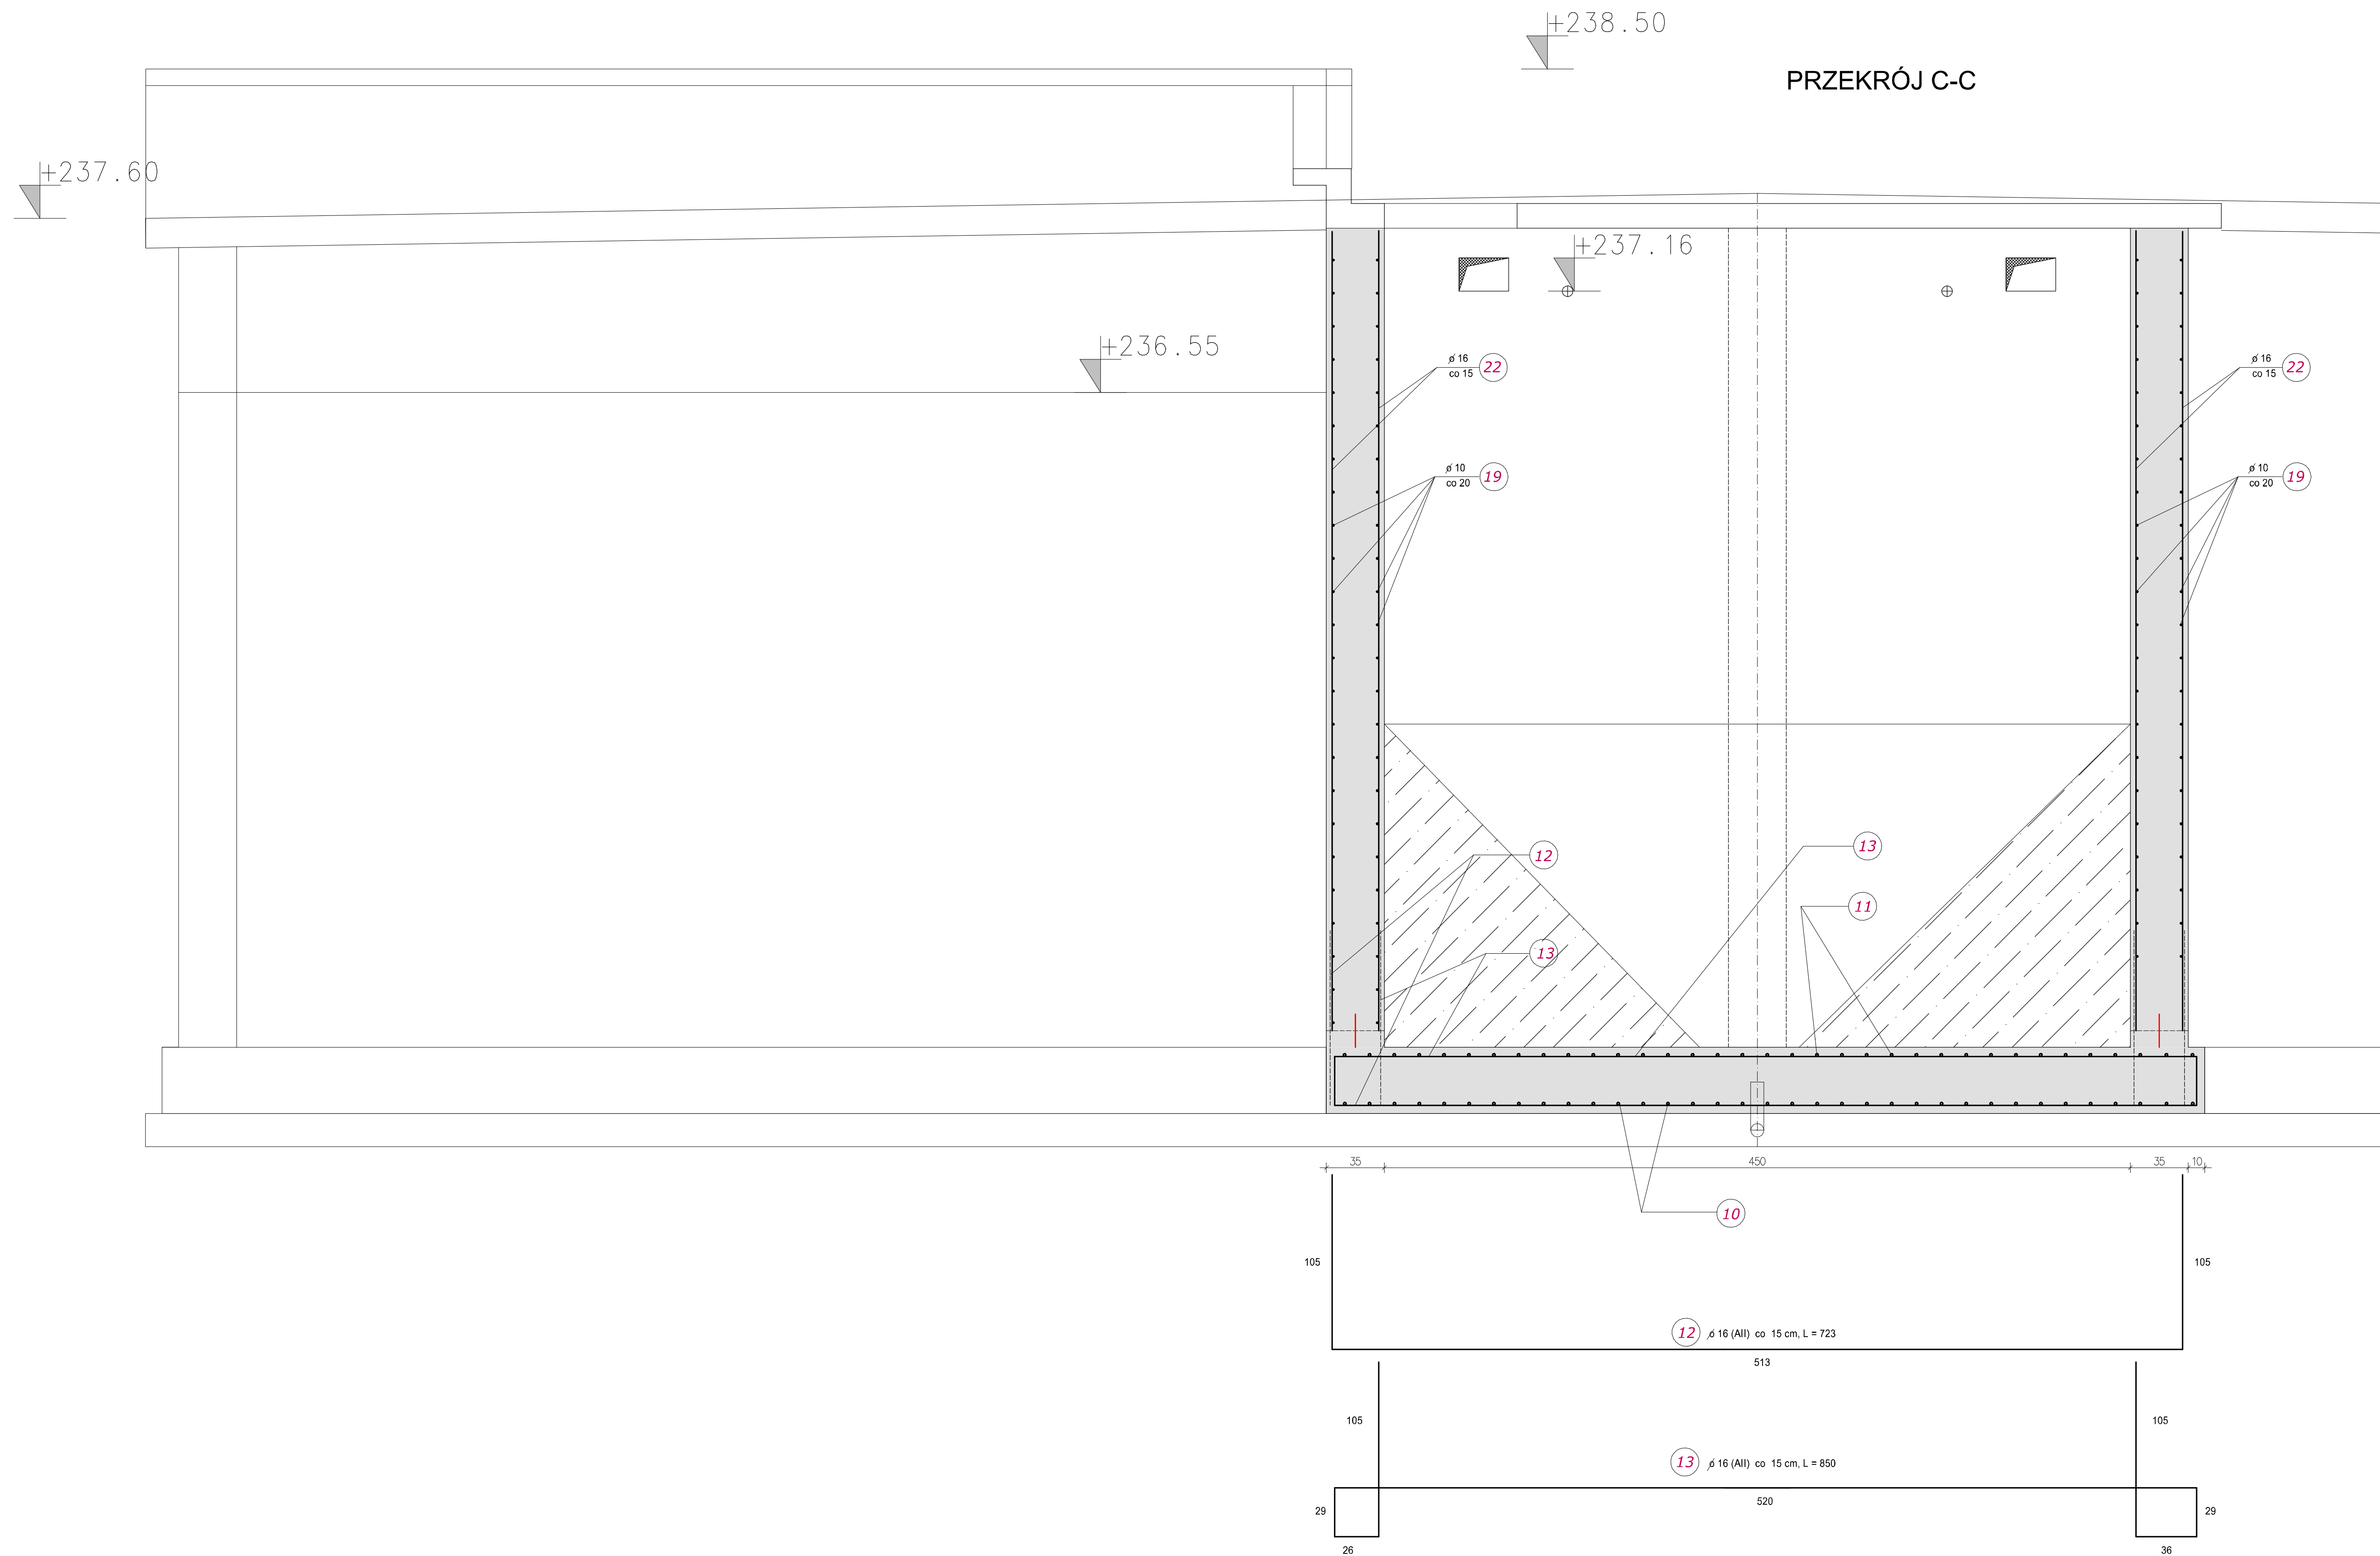 +238.50
PRZEKRÓJ C-C
+237.60
+237.16
+236.55
ø 16
co 15
22
ø 16
co 15
22
ø 10
co 20
19
ø 10
co 20
19
12
13
11
13
35
450
35
10
10
105
105
12 ø 16 (AII) co 15 cm, L = 723
513
105
105
13 ø 16 (AII) co 15 cm, L = 850
520
29
29
26
36